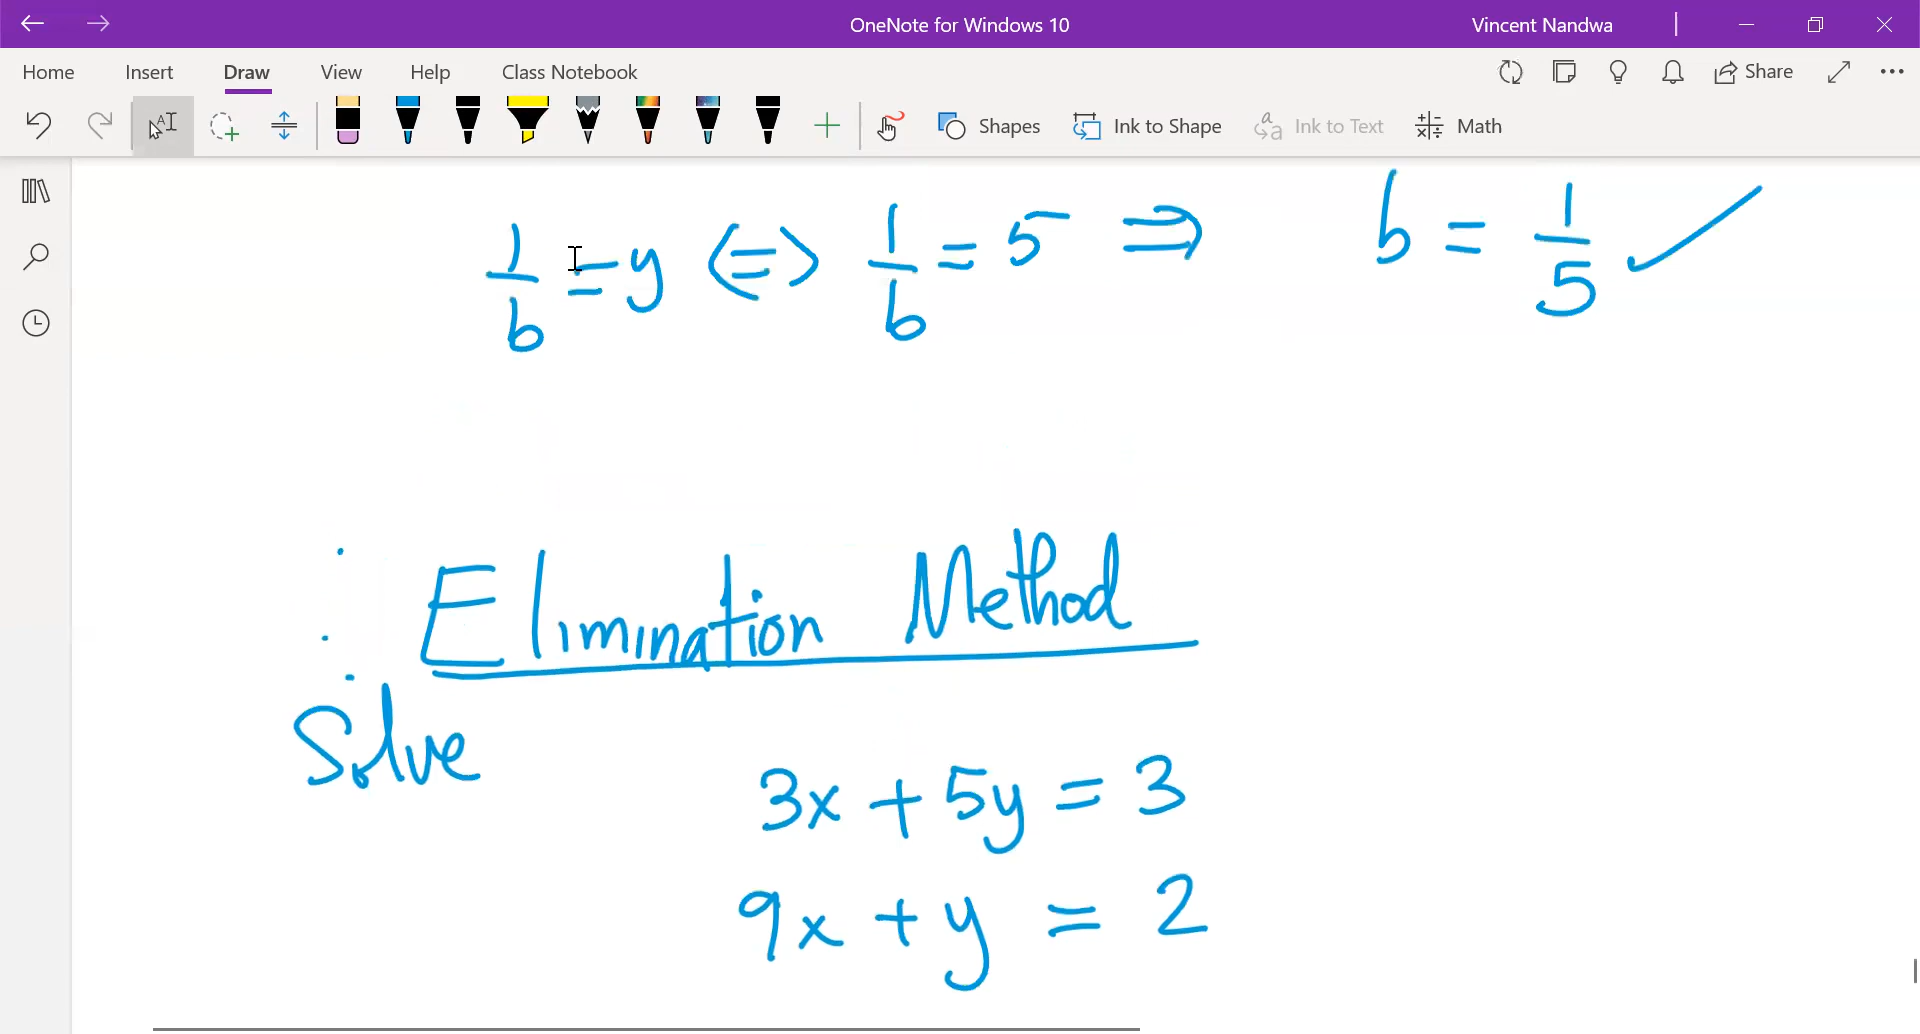 OneNote for Windows 10
Vincent Nandwa
Home Insert Draw View Help Class Notebook Share
Shapes Ink to Shape Ink to Text Math
1/b = y <=> 1/b = 5 ⇒ b = 1/5 ✓
Elimination Method
Solve
3x + 5y = 3
9x + y = 2